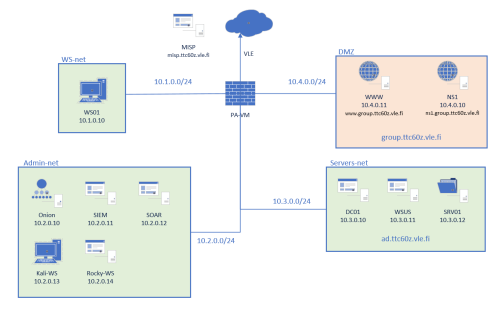 MISP
misp.ttc60z.vle.fi
VLE
WS-net
DMZ
10.1.0.0/24
10.4.0.0/24
WS01
10.1.0.10
PA-VM
WWW
10.4.0.11
www.group.ttc60z.vle.fi
NS1
10.4.0.10
ns1.group.ttc60z.vle.fi
group.ttc60z.vle.fi
Admin-net
Servers-net
Onion
10.2.0.10
SIEM
10.2.0.11
SOAR
10.2.0.12
10.3.0.0/24
DC01
10.3.0.10
WSUS
10.3.0.11
SRV01
10.3.0.12
10.2.0.0/24
ad.ttc60z.vle.fi
Kali-WS
10.2.0.13
Rocky-WS
10.2.0.14